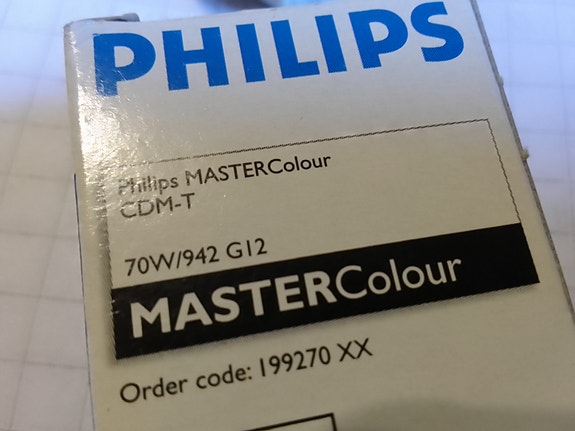 PHILIPS
Philips MASTERColour
CDM-T
70W/942 G12
MASTERColour
Order code: 199270 XX